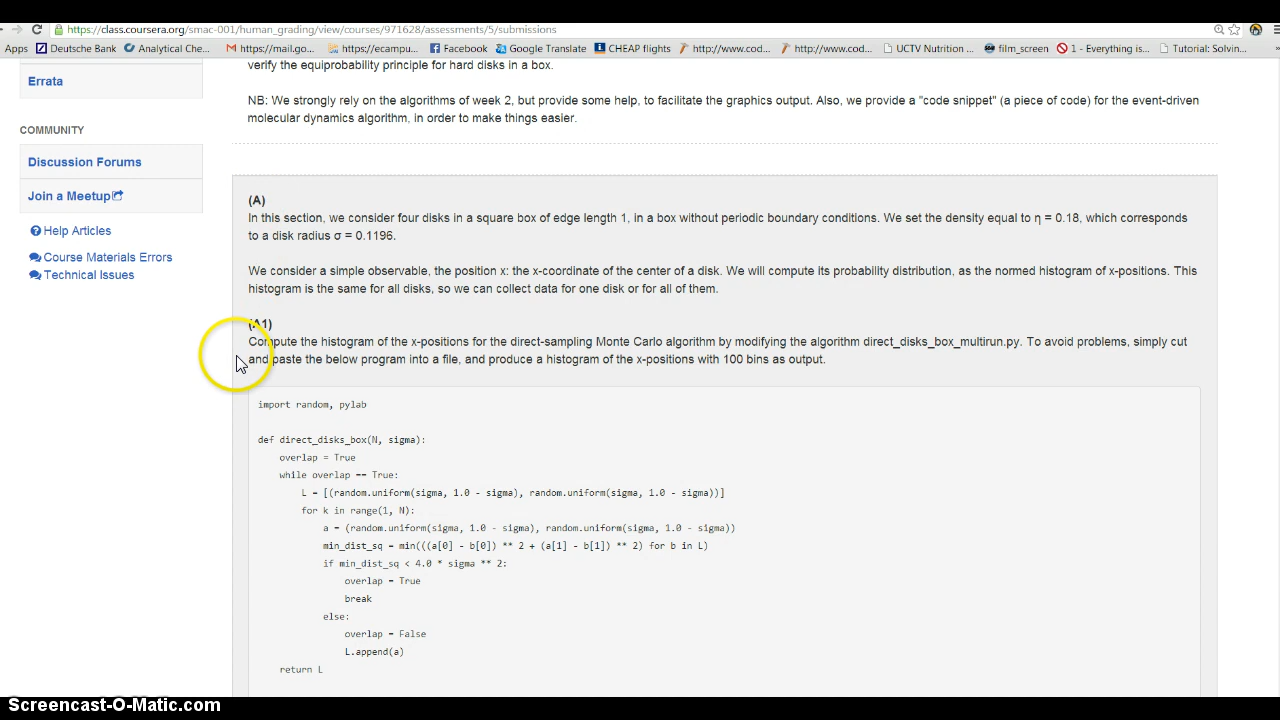 https://class.coursera.org/smac-001/human_grading/view/courses/971628/assessments/5/submissions
Apps Deutsche Bank Analytical Che... https://mail.go... https://ecampu... Facebook Google Translate CHEAP flights http://www.cod... http://www.cod... UCTV Nutrition ... film_screen 1 - Everything is... Tutorial: Solvin... »
verify the equiprobability principle for hard disks in a box.
Errata
NB: We strongly rely on the algorithms of week 2, but provide some help, to facilitate the graphics output. Also, we provide a "code snippet" (a piece of code) for the event-driven
molecular dynamics algorithm, in order to make things easier.
COMMUNITY
Discussion Forums
Join a Meetup
Help Articles
Course Materials Errors
Technical Issues
(A)
In this section, we consider four disks in a square box of edge length 1, in a box without periodic boundary conditions. We set the density equal to η = 0.18, which corresponds
to a disk radius σ = 0.1196.
We consider a simple observable, the position x: the x-coordinate of the center of a disk. We will compute its probability distribution, as the normed histogram of x-positions. This
histogram is the same for all disks, so we can collect data for one disk or for all of them.
(A1)
Compute the histogram of the x-positions for the direct-sampling Monte Carlo algorithm by modifying the algorithm direct_disks_box_multirun.py. To avoid problems, simply cut
and paste the below program into a file, and produce a histogram of the x-positions with 100 bins as output.
import random, pylab
def direct_disks_box(N, sigma):
overlap = True
while overlap == True:
L = [(random.uniform(sigma, 1.0 - sigma), random.uniform(sigma, 1.0 - sigma))]
for k in range(1, N):
a = (random.uniform(sigma, 1.0 - sigma), random.uniform(sigma, 1.0 - sigma))
min_dist_sq = min(((a[0] - b[0]) ** 2 + (a[1] - b[1]) ** 2) for b in L)
if min_dist_sq < 4.0 * sigma ** 2:
overlap = True
break
else:
overlap = False
L.append(a)
return L
Screencast-O-Matic.com